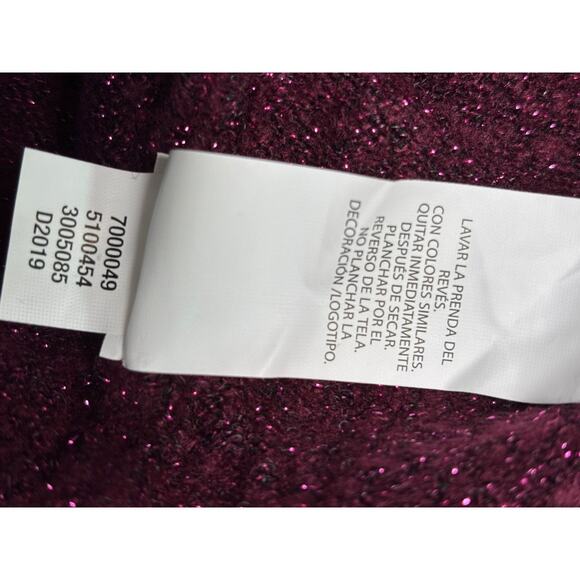 7000049
5100454
3005085
D2019
LAVAR LA PRENDA DEL
REVÉS.
CON COLORES SIMILARES.
QUITAR INMEDIATAMENTE
DESPUÉS DE SECAR.
PLANCHAR POR EL
REVERSO DE LA TELA.
NO PLANCHAR LA
DECORACIÓN/LOGOTIPO.